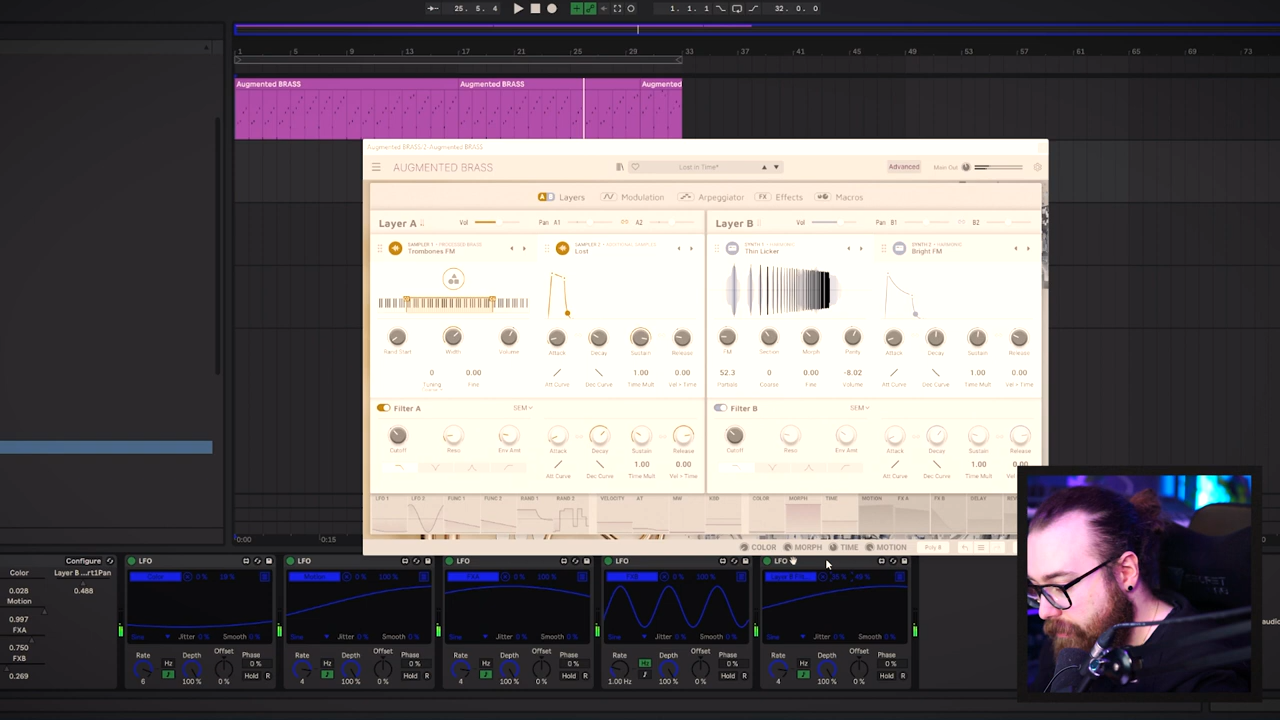 25. 5. 4
1. 1. 1
32. 0. 0
1 5 9 13 17 21 25 29 33 37 41 45 49 53 57 61 65 69 73
Augmented BRASS Augmented BRASS Augmented
Augmented BRASS/2-Augmented BRASS
AUGMENTED BRASS
Lost in Time*
Advanced
Main Out
Layers Modulation Arpeggiator FX Effects Macros
Layer A Vol Pan A1 A2
Layer B Vol Pan B1 B2
Trombones FM
Lost
Thin Licker
Bright FM
Rand Start Width Volume Attack Decay Sustain Release
FM Section Morph Purity Attack Decay Sustain Release
0 0.00 1.00 0.00
Tuning Fine Att Curve Dec Curve Time Mult Vel > Time
52.3 0 0.00 -8.02 1.00 0.00
Partials Coarse Fine Volume Att Curve Dec Curve Time Mult Vel > Time
Filter A SEM
Filter B SEM
Cutoff Reso Env Amt Attack Decay Sustain Release
Cutoff Reso Env Amt Attack Decay Sustain Release
1.00 0.00
Att Curve Dec Curve Time Mult Vel > Time
1.00 0.00
Att Curve Dec Curve Time Mult Vel > Time
LFO 1 LFO 2 FUNC 1 FUNC 2 RAND 1 RAND 2 VELOCITY AT MW KBD COLOR MORPH TIME MOTION FX A FX B DELAY
COLOR MORPH TIME MOTION Poly 8
0:00 0:15
Configure
Color Layer B ...rt1Pan
0.028 0.488
Motion
0.997
FXA
0.750
FXB
0.269
LFO
Color 0 % 19 %
Sine Jitter 0 % Smooth 0 %
Rate Hz Depth Offset Phase
6 100 % 0 % 0 % Hold R
LFO
Motion 0 % 100 %
Sine Jitter 0 % Smooth 0 %
Rate Hz Depth Offset Phase
4 100 % 0 % 0 % Hold R
LFO
FXA 0 % 100 %
Sine Jitter 0 % Smooth 0 %
Rate Hz Depth Offset Phase
4 100 % 0 % 0 % Hold R
LFO
FXB 0 % 100 %
Sine Jitter 0 % Smooth 0 %
Rate Hz Depth Offset Phase
1.00 Hz 100 % 0 % 0 % Hold R
LFO
Sine Jitter 0 % Smooth 0 %
Rate Hz Depth Offset Phase
4 100 % 0 % 0 % Hold R